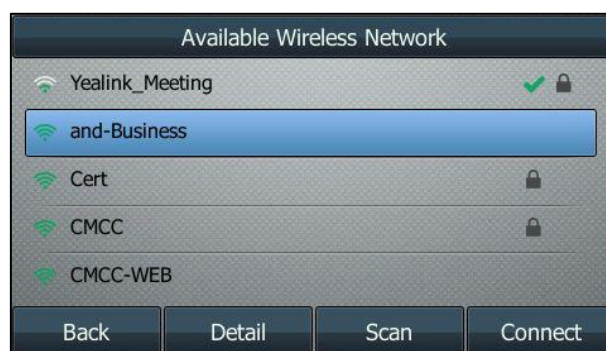 Available Wireless Network
Yealink_Meeting
and-Business
Cert
CMCC
CMCC-WEB
Back Detail Scan Connect